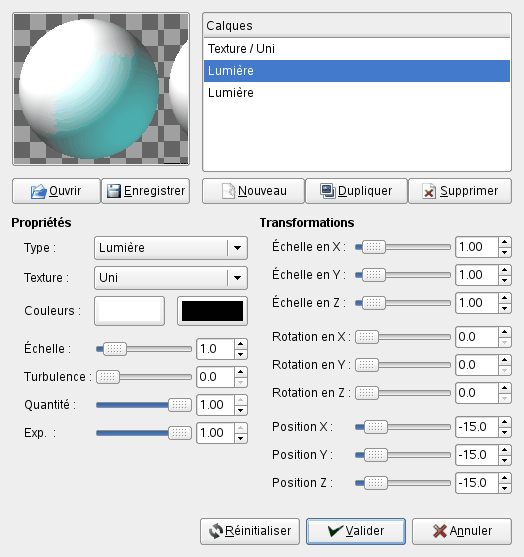 Calques
Texture / Uni
Lumière
Lumière
Ouvrir Enregistrer Nouveau Dupliquer Supprimer
Propriétés
Type : Lumière
Texture : Uni
Couleurs :
Échelle : 1.0
Turbulence : 0.0
Quantité : 1.00
Exp. : 1.00
Transformations
Échelle en X : 1.00
Échelle en Y : 1.00
Échelle en Z : 1.00
Rotation en X : 0.0
Rotation en Y : 0.0
Rotation en Z : 0.0
Position X : -15.0
Position Y : -15.0
Position Z : -15.0
Réinitialiser Valider Annuler